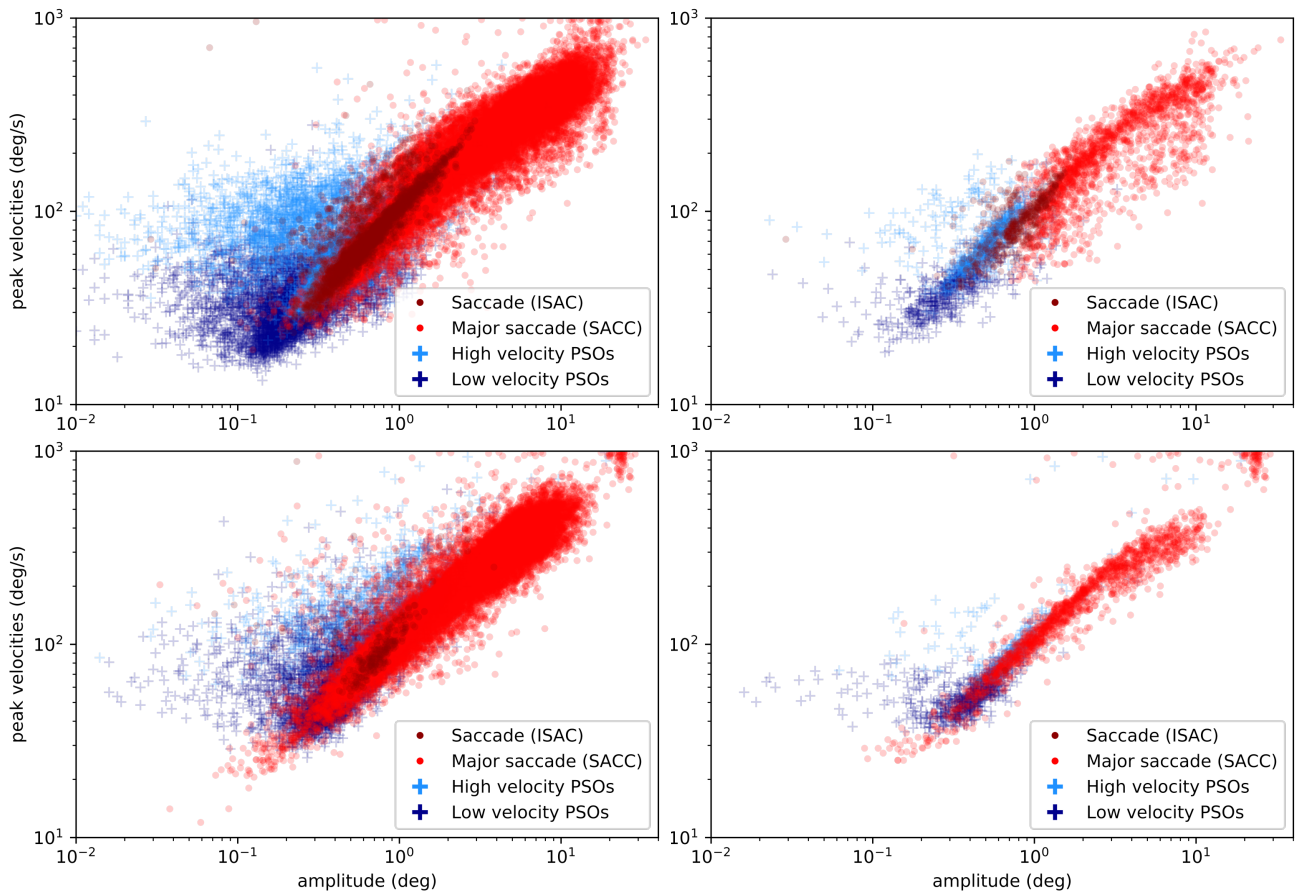 10³
10³
peak velocities (deg/s)
10²
10²
Saccade (ISAC)
Major saccade (SACC)
High velocity PSOs
Low velocity PSOs
Saccade (ISAC)
Major saccade (SACC)
High velocity PSOs
Low velocity PSOs
10¹
10¹
10⁻² 10⁻¹ 10⁰ 10¹
10⁻² 10⁻¹ 10⁰ 10¹
10³
10³
peak velocities (deg/s)
10²
10²
Saccade (ISAC)
Major saccade (SACC)
High velocity PSOs
Low velocity PSOs
Saccade (ISAC)
Major saccade (SACC)
High velocity PSOs
Low velocity PSOs
10¹
10¹
10⁻² 10⁻¹ 10⁰ 10¹
10⁻² 10⁻¹ 10⁰ 10¹
amplitude (deg)
amplitude (deg)